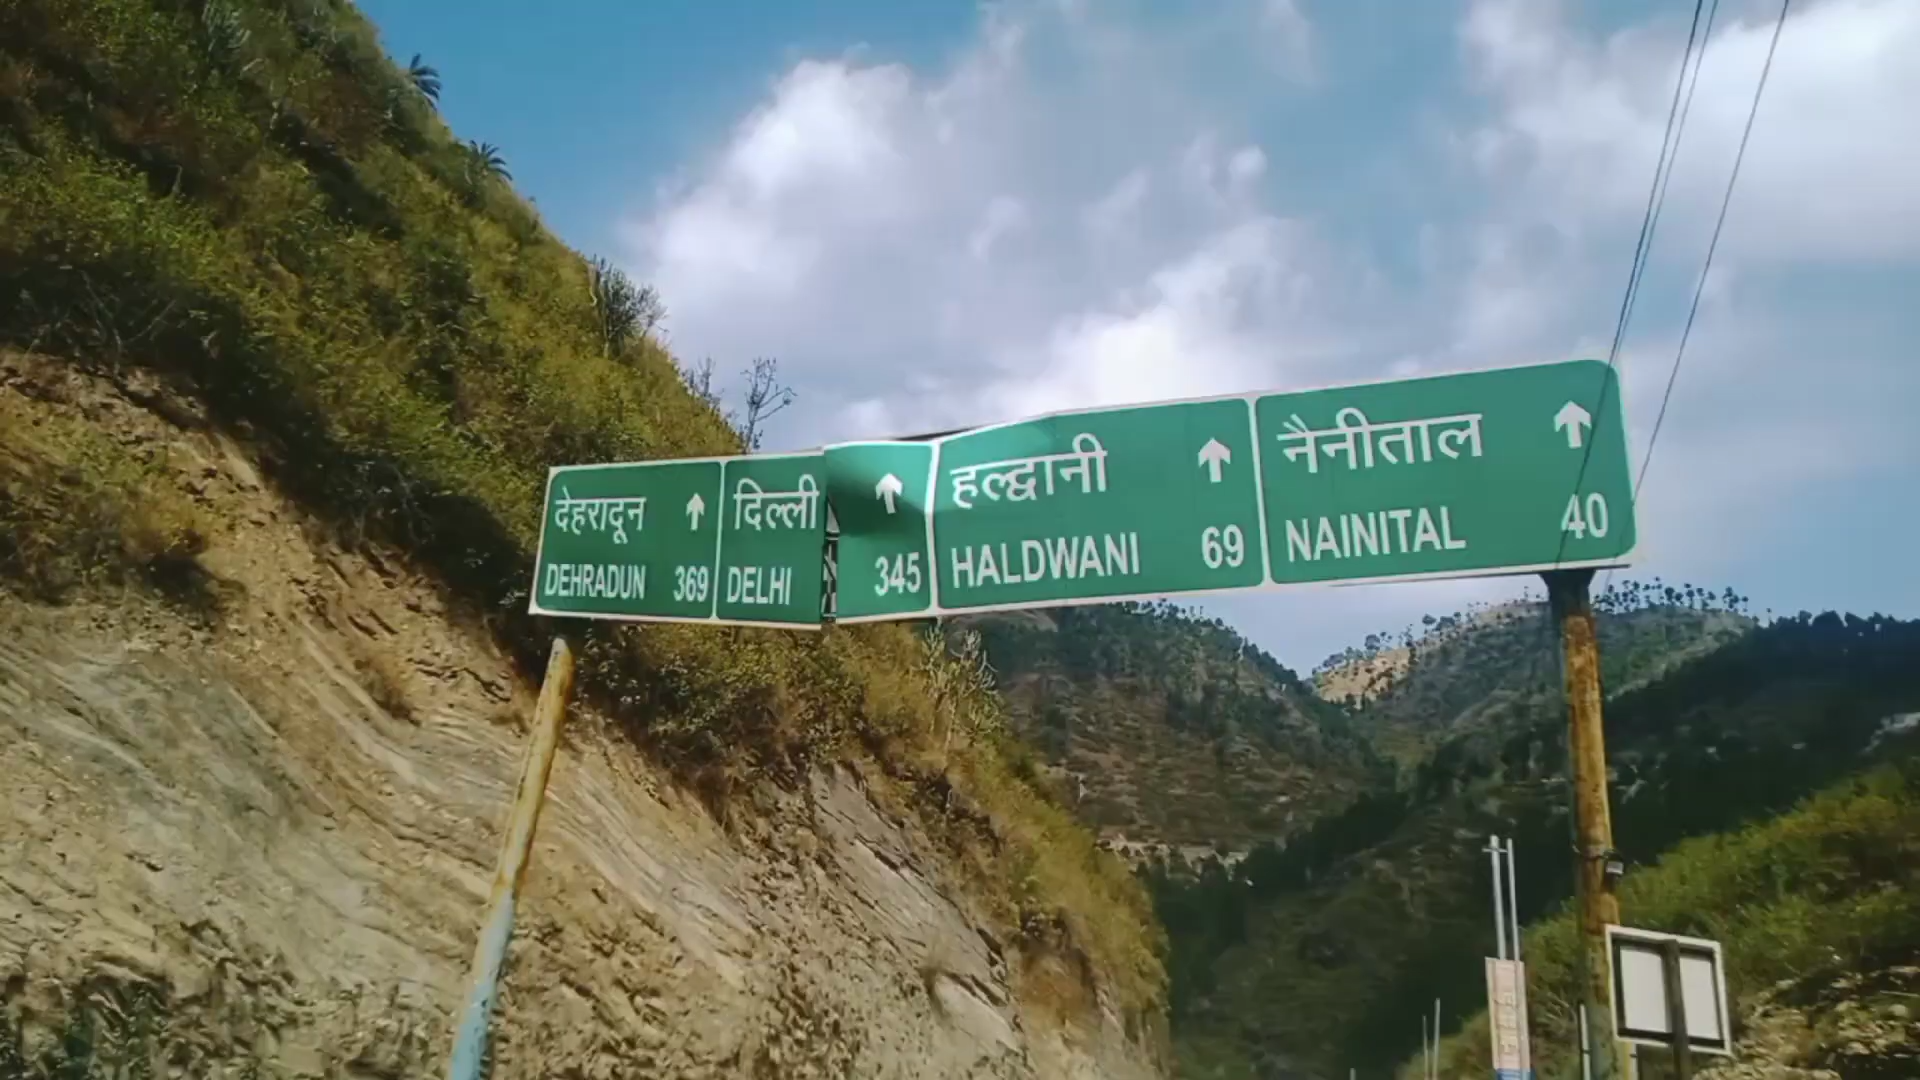 देहरादून
DEHRADUN 369
दिल्ली
DELHI 345
हल्द्वानी
HALDWANI 69
नैनीताल
NAINITAL 40